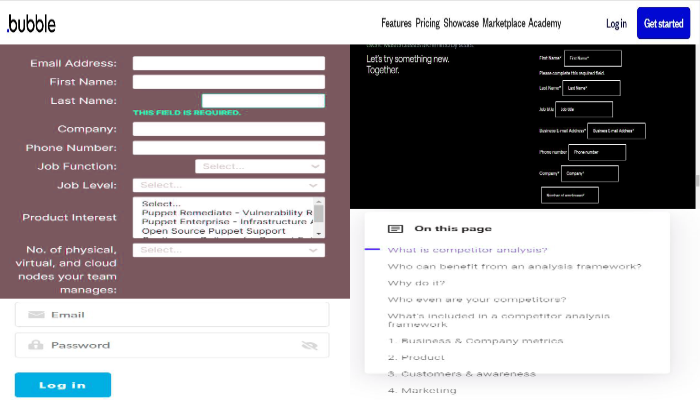 .bubble
Features Pricing Showcase Marketplace Academy
Log in
Get started
Email Address:
First Name:
Last Name:
THIS FIELD IS REQUIRED.
Company:
Phone Number:
Job Function:
Select...
Job Level:
Select...
Product Interest
Select...
Puppet Remediate - Vulnerability R
Puppet Enterprise - Infrastructure
Open Source Puppet Support
No. of physical,
virtual, and cloud
nodes your team
manages:
Select...
Email
Password
Log in
Let's try something new.
Together.
First Name*
First Name*
Please complete this required field.
Last Name*
Last Name*
Job title
Job title
Business Email Address*
Business E-mail Address*
Phone number
Phone number
Company*
Company*
On this page
What is competitor analysis?
Who can benefit from an analysis framework?
Why do it?
Who even are your competitors?
What's included in a competitor analysis
framework
1. Business & Company metrics
2. Product
3. Customers & awareness
4. Marketing